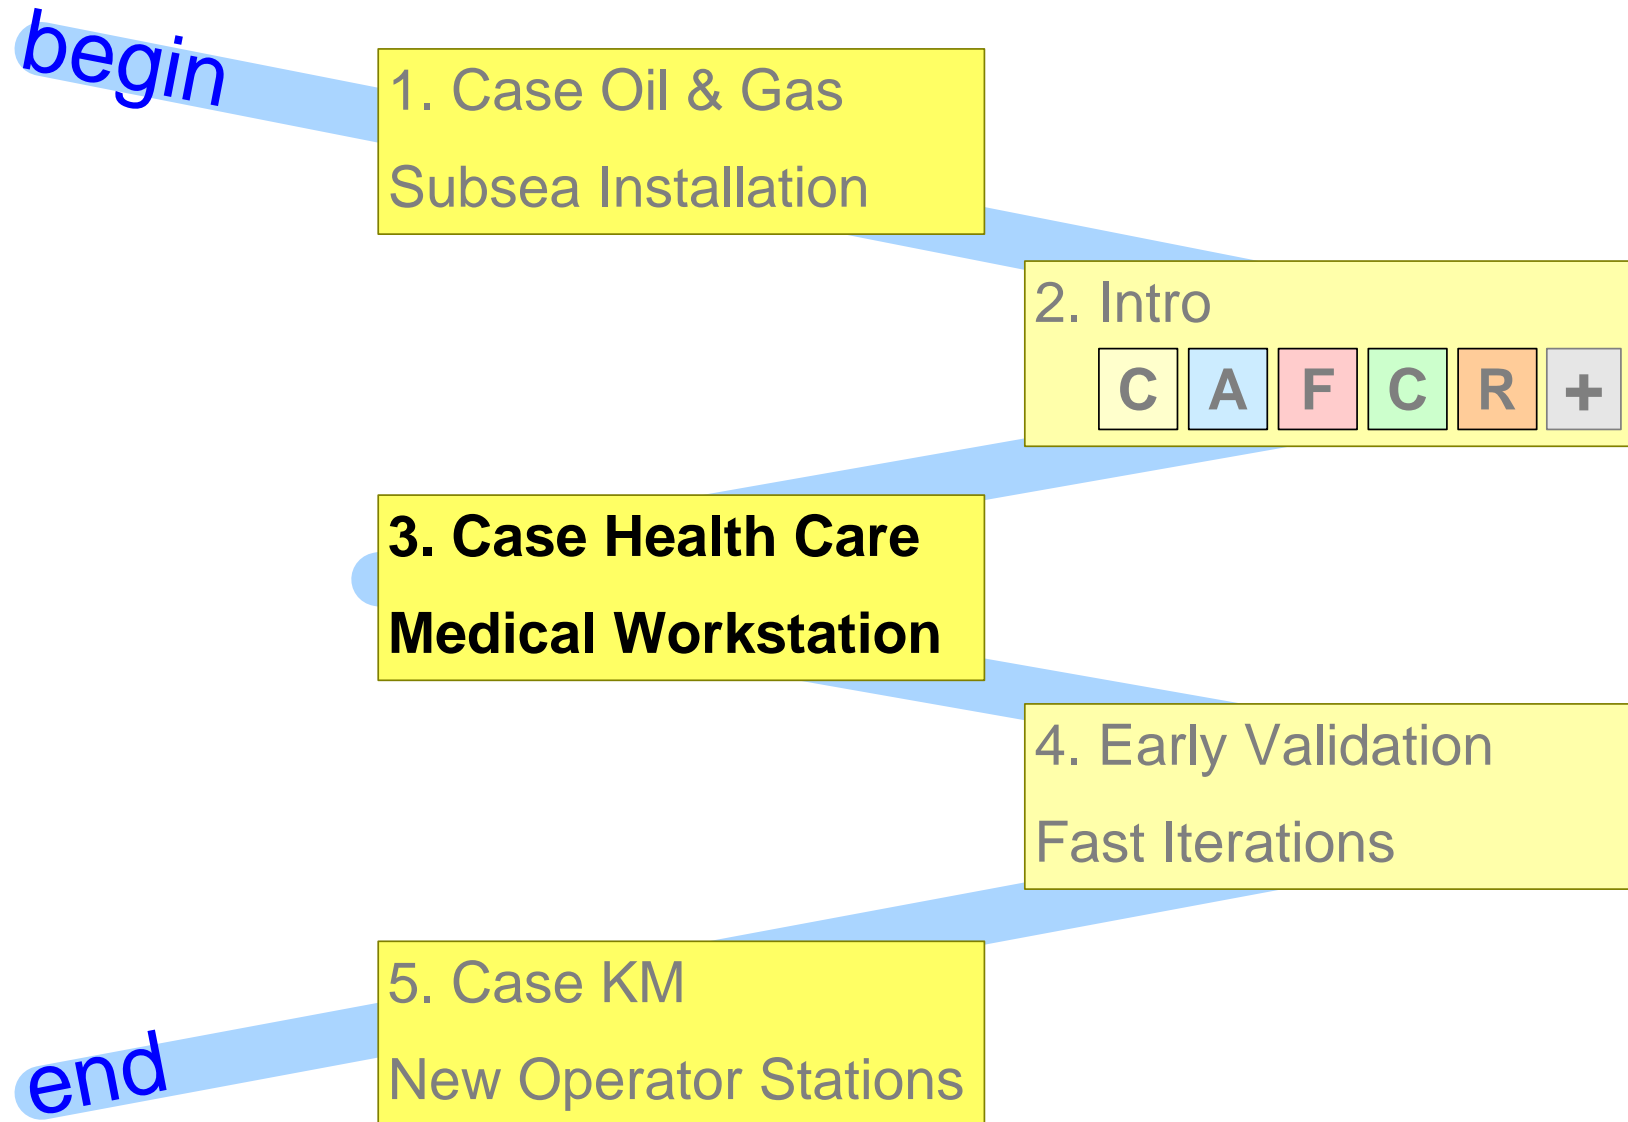 begin
1. Case Oil & Gas
Subsea Installation
2. Intro
C A F C R +
3. Case Health Care
Medical Workstation
4. Early Validation
Fast Iterations
5. Case KM
New Operator Stations
end